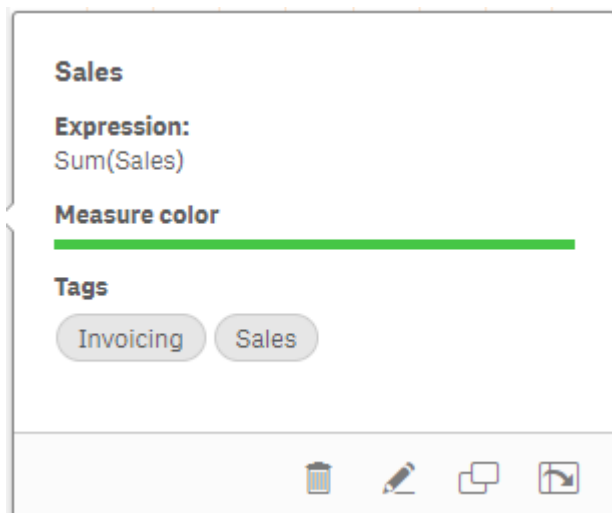 Sales
Expression:
Sum(Sales)
Measure color
Tags
Invoicing Sales